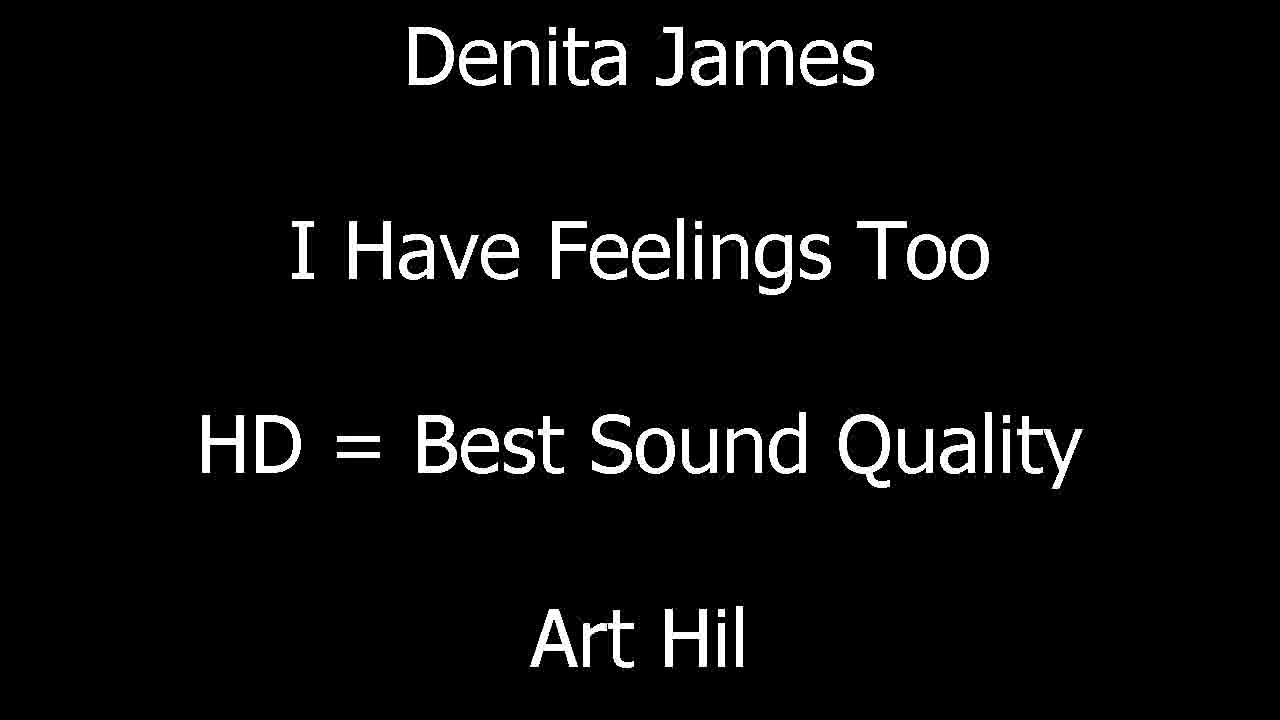 Denita James
I Have Feelings Too
HD = Best Sound Quality
Art Hil